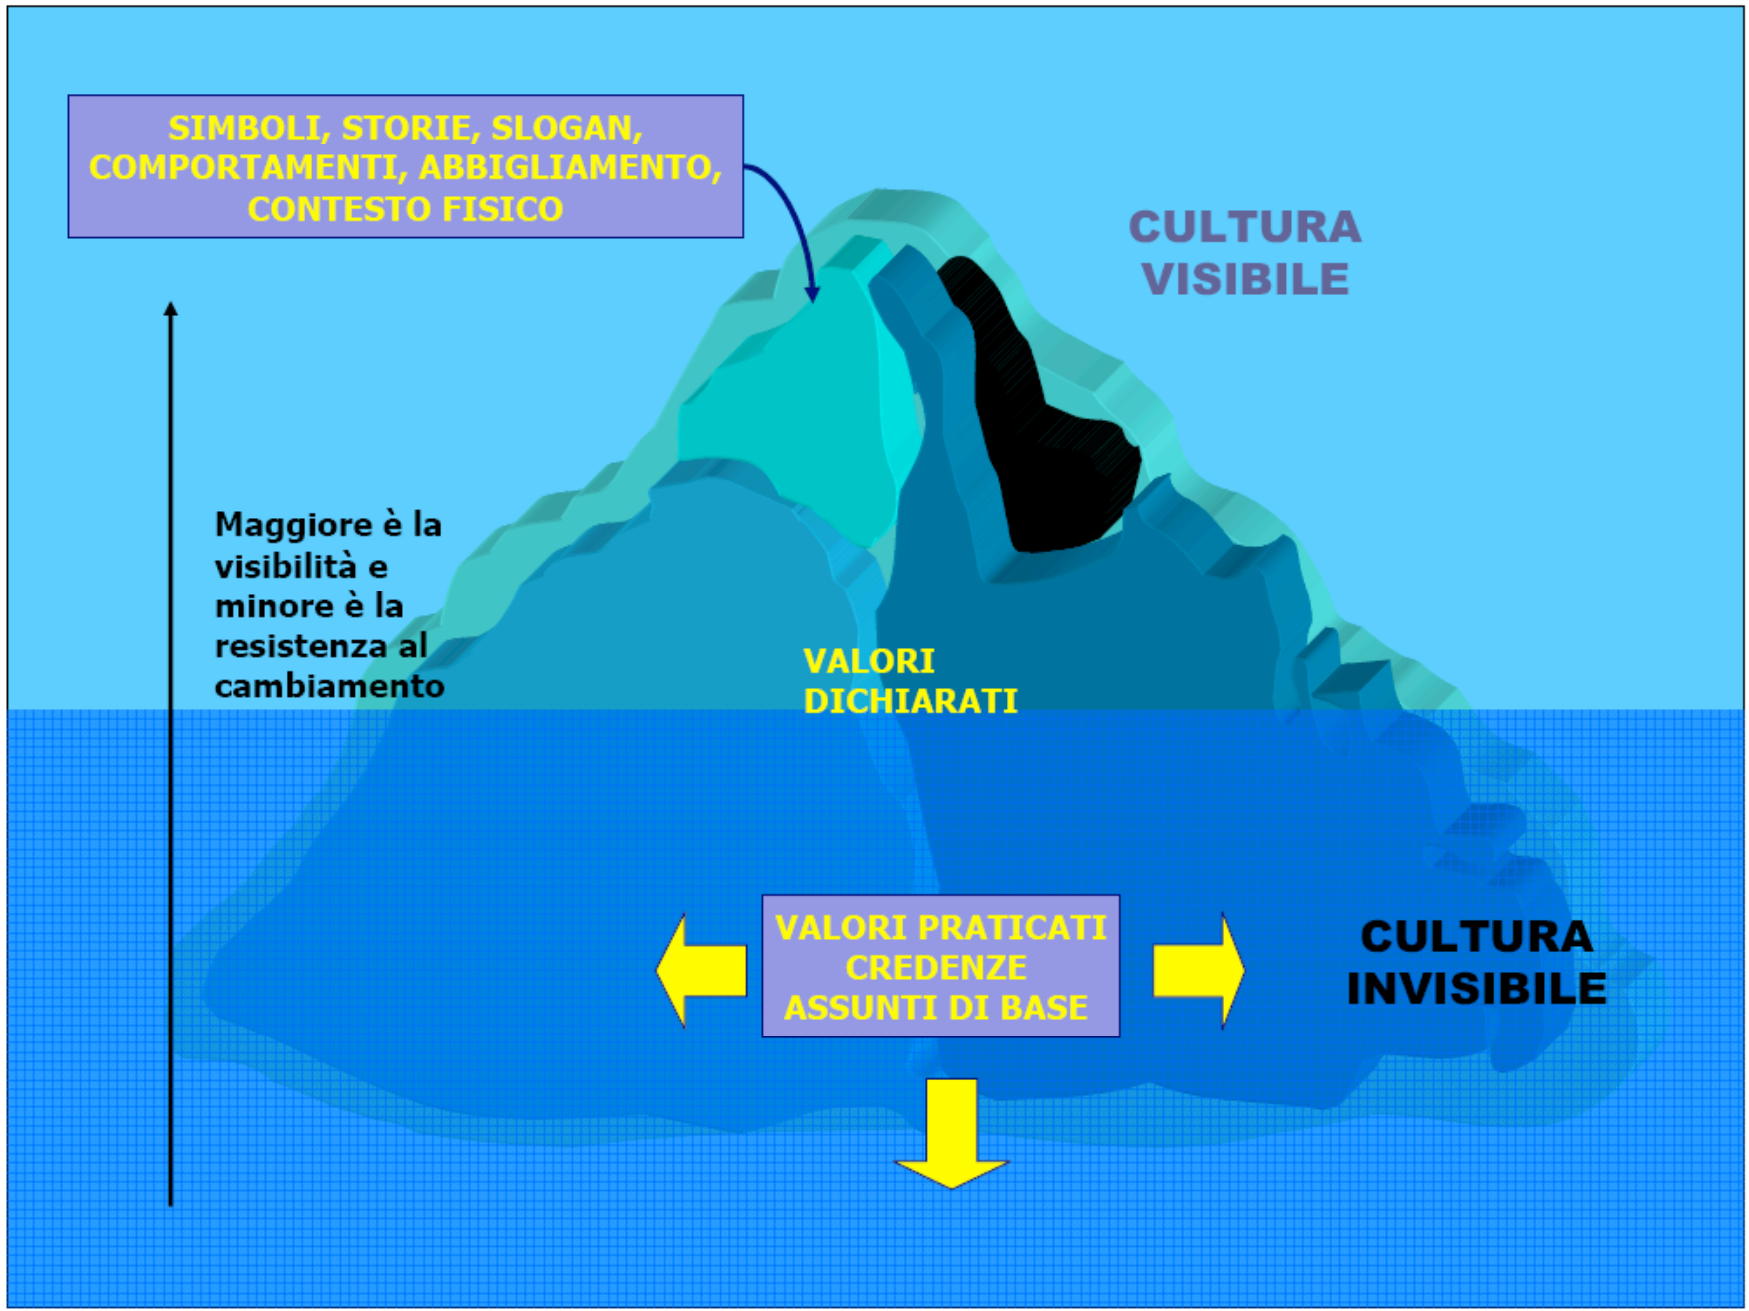 SIMBOLI, STORIE, SLOGAN,
COMPORTAMENTI, ABBIGLIAMENTO,
CONTESTO FISICO
CULTURA
VISIBILE
Maggiore è la
visibilità e
minore è la
resistenza al
cambiamento
VALORI
DICHIARATI
VALORI PRATICATI
CREDENZE
ASSUNTI DI BASE
CULTURA
INVISIBILE